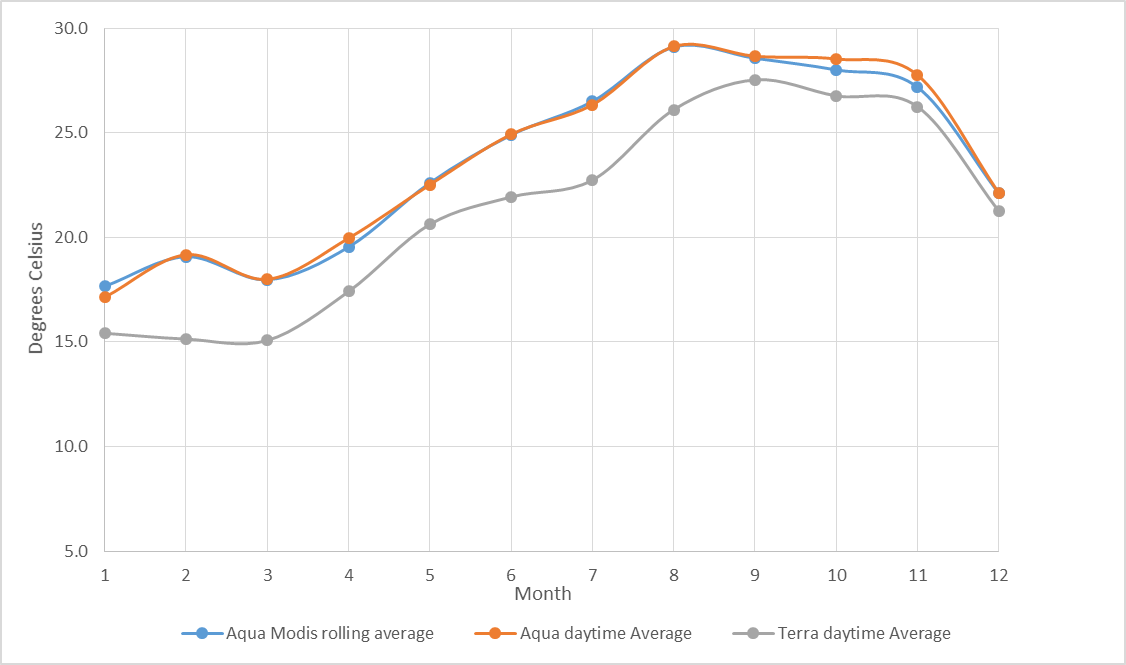 30.0
25.0
20.0
15.0
10.0
5.0
Degrees Celsius
1 2 3 4 5 6 7 8 9 10 11 12
Month
Aqua Modis rolling average Aqua daytime Average Terra daytime Average